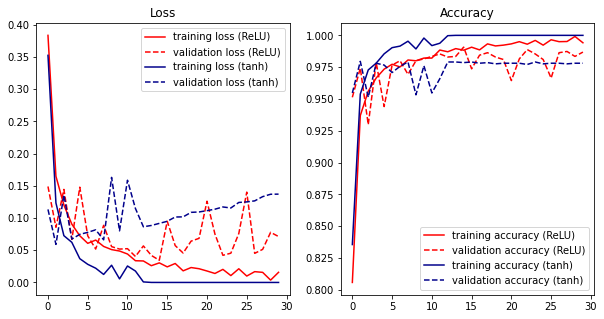 Loss
training loss (ReLU)
validation loss (ReLU)
training loss (tanh)
validation loss (tanh)
0.40
0.35
0.30
0.25
0.20
0.15
0.10
0.05
0.00
0 5 10 15 20 25 30
Accuracy
1.000
0.975
0.950
0.925
0.900
0.875
0.850
0.825
0.800
training accuracy (ReLU)
validation accuracy (ReLU)
training accuracy (tanh)
validation accuracy (tanh)
0 5 10 15 20 25 30